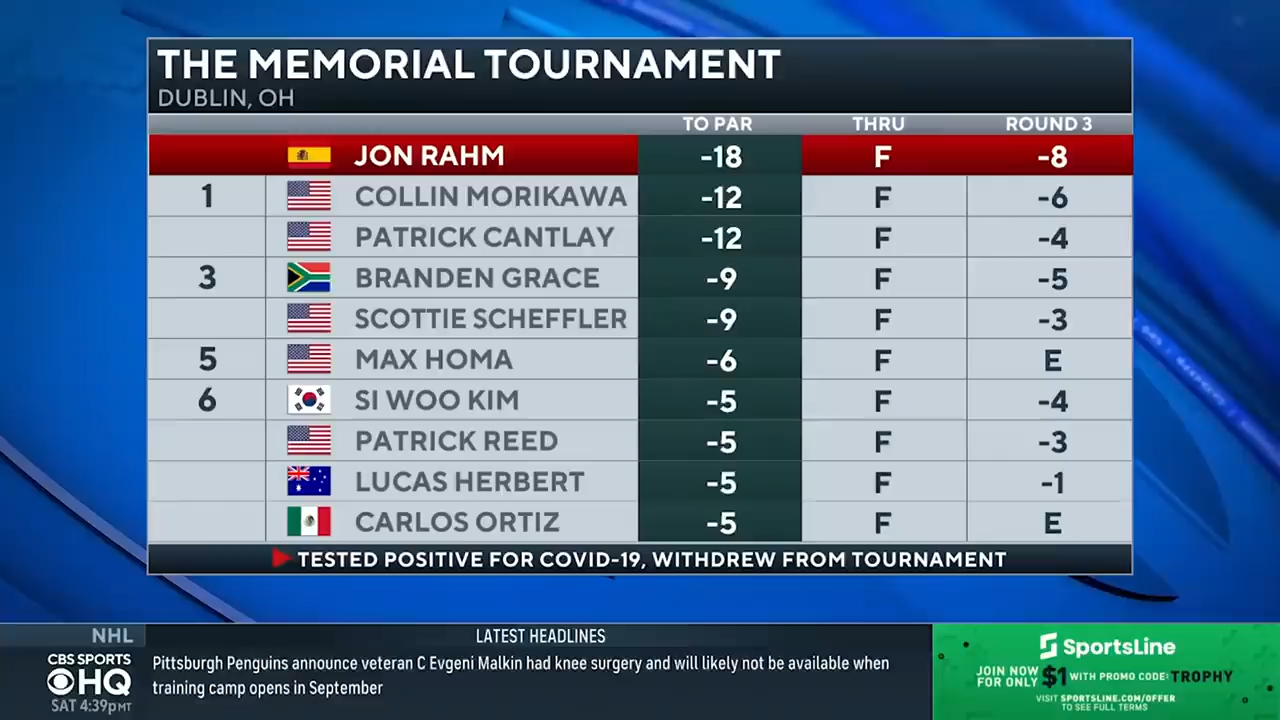 THE MEMORIAL TOURNAMENT
DUBLIN, OH
TO PAR THRU ROUND 3
JON RAHM -18 F -8
1 COLLIN MORIKAWA -12 F -6
PATRICK CANTLAY -12 F -4
3 BRANDEN GRACE -9 F -5
SCOTTIE SCHEFFLER -9 F -3
5 MAX HOMA -6 F E
6 SI WOO KIM -5 F -4
PATRICK REED -5 F -3
LUCAS HERBERT -5 F -1
CARLOS ORTIZ -5 F E
TESTED POSITIVE FOR COVID-19, WITHDREW FROM TOURNAMENT
NHL
CBS SPORTS
HQ
SAT 4:39PMT
LATEST HEADLINES
Pittsburgh Penguins announce veteran C Evgeni Malkin had knee surgery and will likely not be available when
training camp opens in September
SportsLine
JOIN NOW
FOR ONLY $1 WITH PROMO CODE: TROPHY
VISIT SPORTSLINE.COM/OFFER
TO SEE FULL TERMS